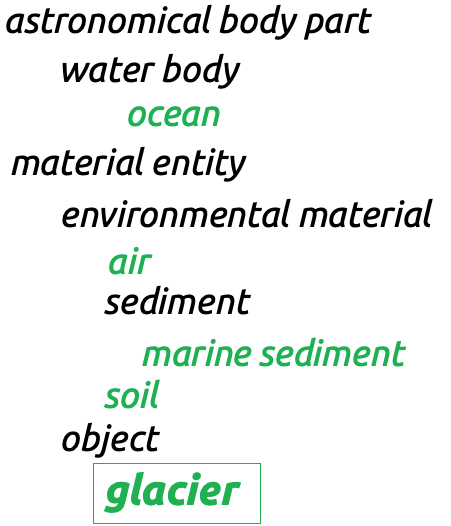 astronomical body part
water body
ocean
material entity
environmental material
air
sediment
marine sediment
soil
object
glacier